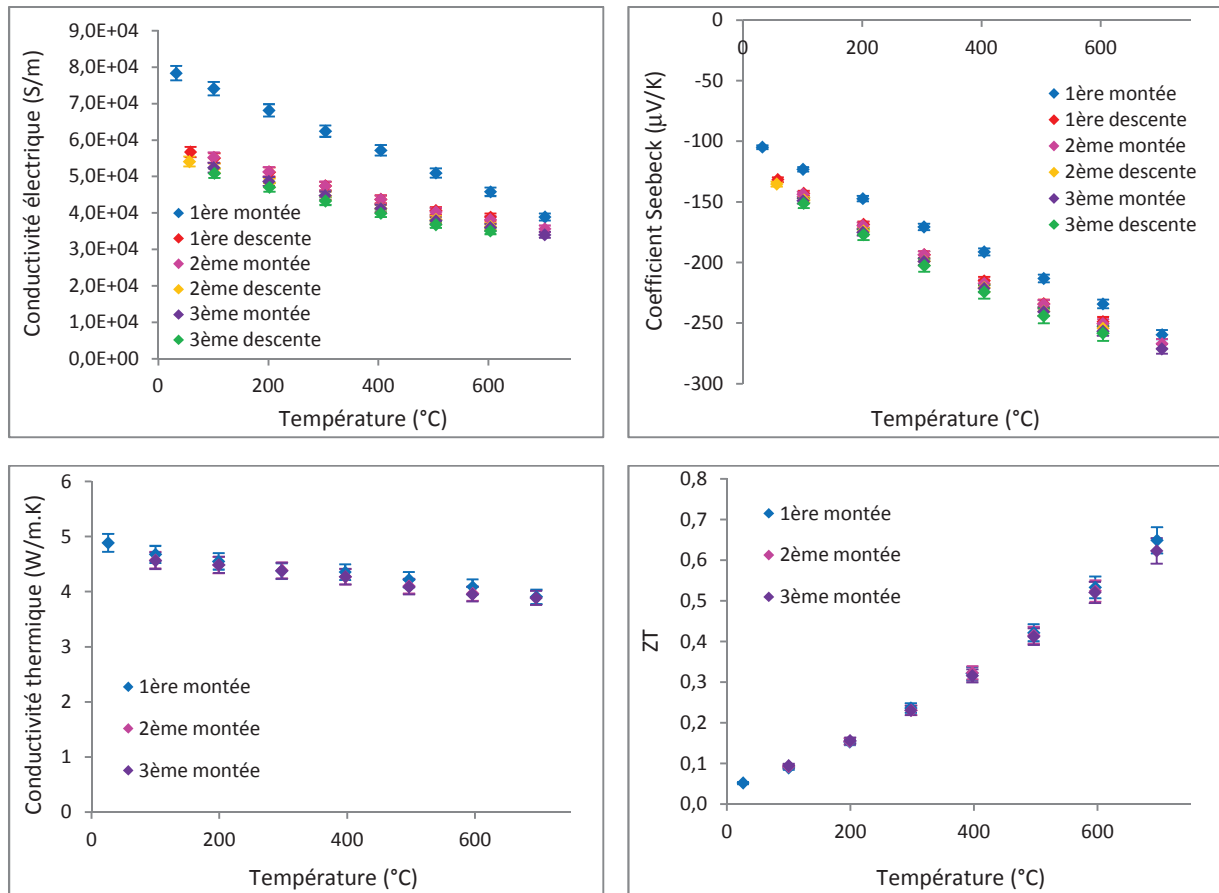 Conductivité électrique (S/m)
9,0E+04
8,0E+04
7,0E+04
6,0E+04
5,0E+04
4,0E+04
3,0E+04
2,0E+04
1,0E+04
0,0E+00
1ère montée
1ère descente
2ème montée
2ème descente
3ème montée
3ème descente
0 200 400 600
Température (°C)
Coefficient Seebeck (µV/K)
0
-50
-100
-150
-200
-250
-300
0 200 400 600
1ère montée
1ère descente
2ème montée
2ème descente
3ème montée
3ème descente
Température (°C)
Conductivité thermique (W/m.K)
6
5
4
3
2
1
0
1ère montée
2ème montée
3ème montée
0 200 400 600
Température (°C)
ZT
0,8
0,7
0,6
0,5
0,4
0,3
0,2
0,1
0,0
1ère montée
2ème montée
3ème montée
0 200 400 600
Température (°C)